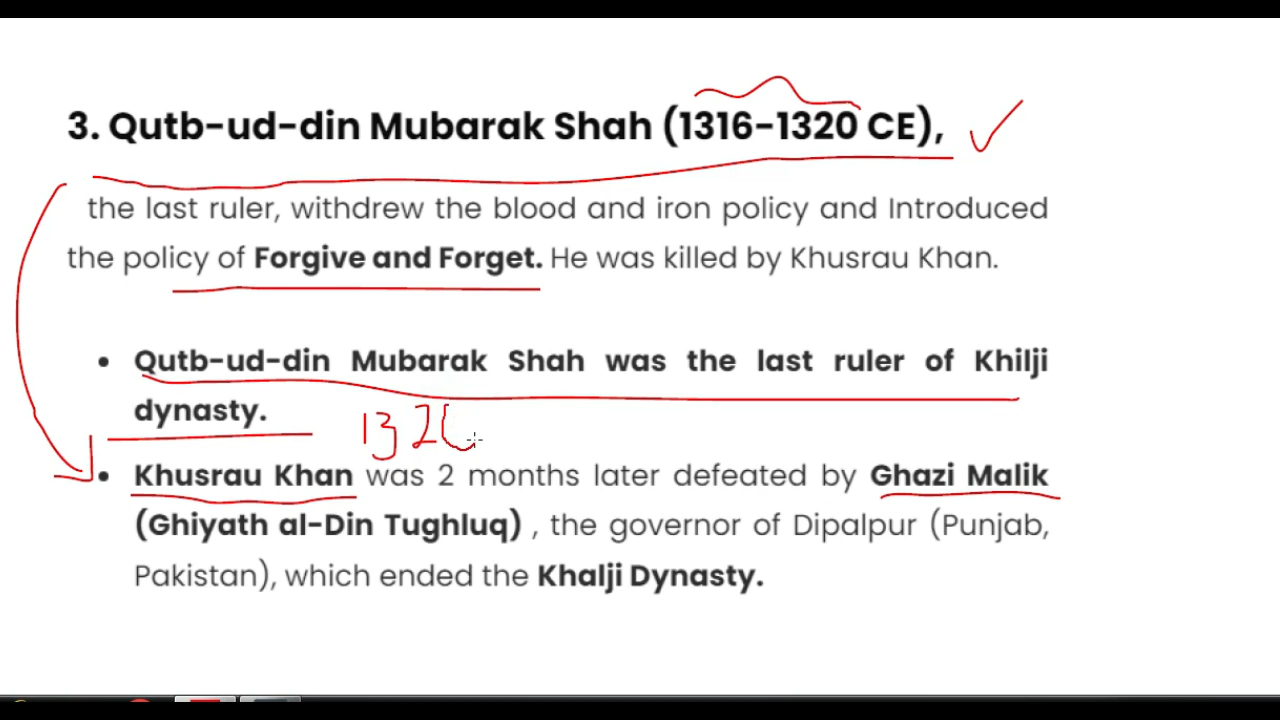 3. Qutb-ud-din Mubarak Shah (1316-1320 CE),
the last ruler, withdrew the blood and iron policy and Introduced
the policy of Forgive and Forget. He was killed by Khusrau Khan.
• Qutb-ud-din Mubarak Shah was the last ruler of Khilji
dynasty.
132
• Khusrau Khan was 2 months later defeated by Ghazi Malik
(Ghiyath al-Din Tughluq) , the governor of Dipalpur (Punjab,
Pakistan), which ended the Khalji Dynasty.